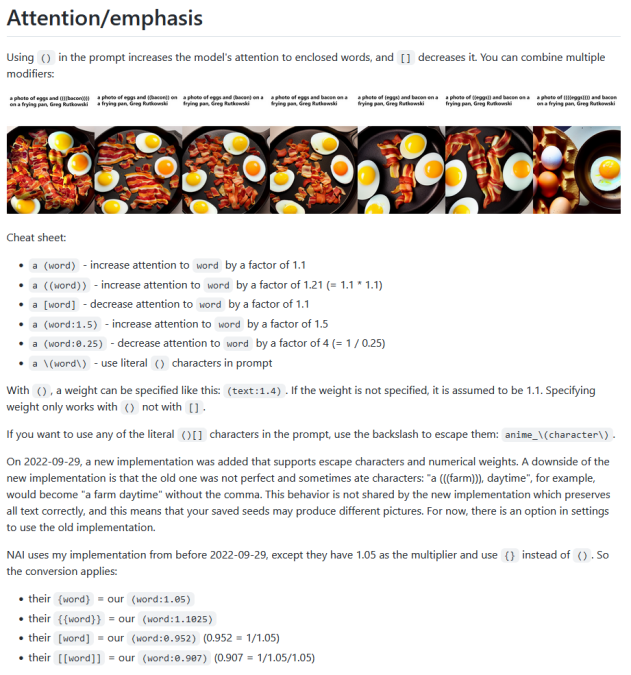 Attention/emphasis
Using () in the prompt increases the model's attention to enclosed words, and [] decreases it. You can combine multiple
modifiers:
a photo of eggs and ((((bacon))))
on a frying pan, Greg Rutkowski
a photo of eggs and ((bacon)) on
a frying pan, Greg Rutkowski
a photo of eggs and (bacon) on a
frying pan, Greg Rutkowski
a photo of eggs and bacon on a
frying pan, Greg Rutkowski
a photo of (eggs) and bacon on a
frying pan, Greg Rutkowski
a photo of ((eggs)) and bacon on
a frying pan, Greg Rutkowski
a photo of ((((eggs)))) and bacon
on a frying pan, Greg Rutkowski
Cheat sheet:
• a (word) - increase attention to word by a factor of 1.1
• a ((word)) - increase attention to word by a factor of 1.21 (= 1.1 * 1.1)
• a [word] - decrease attention to word by a factor of 1.1
• a (word:1.5) - increase attention to word by a factor of 1.5
• a (word:0.25) - decrease attention to word by a factor of 4 (= 1 / 0.25)
• a \(word\) - use literal () characters in prompt
With (), a weight can be specified like this: (text:1.4). If the weight is not specified, it is assumed to be 1.1. Specifying
weight only works with () not with [].
If you want to use any of the literal ()[] characters in the prompt, use the backslash to escape them: anime_\(character\).
On 2022-09-29, a new implementation was added that supports escape characters and numerical weights. A downside of the
new implementation is that the old one was not perfect and sometimes ate characters: "a (((farm))), daytime", for example,
would become "a farm daytime" without the comma. This behavior is not shared by the new implementation which preserves
all text correctly, and this means that your saved seeds may produce different pictures. For now, there is an option in settings
to use the old implementation.
NAI uses my implementation from before 2022-09-29, except they have 1.05 as the multiplier and use {} instead of (). So
the conversion applies:
• their {word} = our (word:1.05)
• their {{word}} = our (word:1.1025)
• their [word] = our (word:0.952) (0.952 = 1/1.05)
• their [[word]] = our (word:0.907) (0.907 = 1/1.05/1.05)